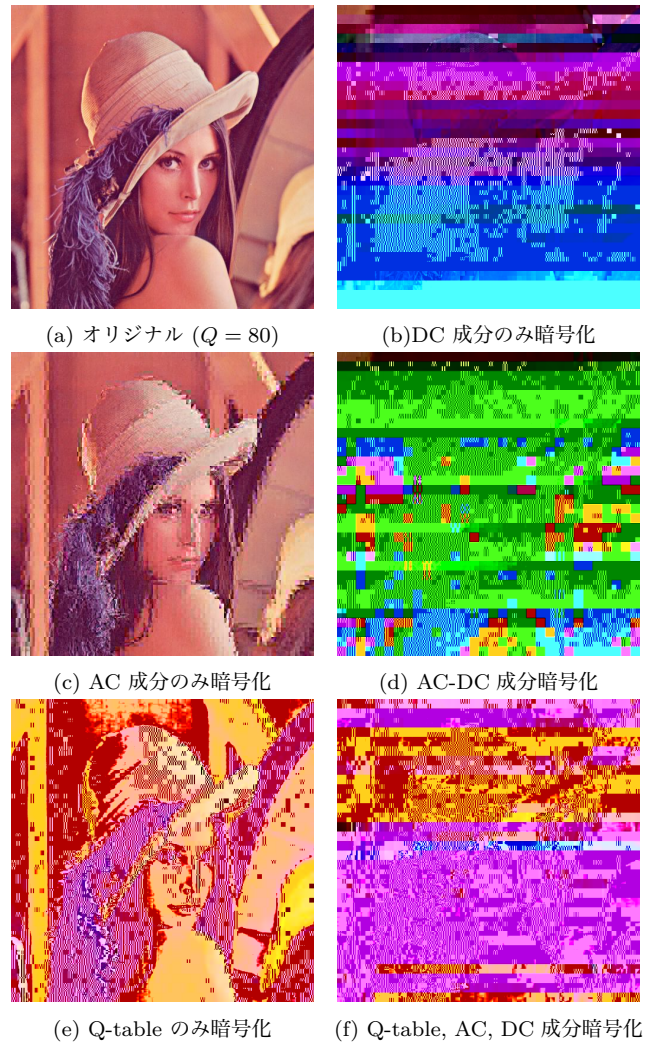 (a) オリジナル (Q = 80)
(b)DC 成分のみ暗号化
(c) AC 成分のみ暗号化
(d) AC-DC 成分暗号化
(e) Q-table のみ暗号化
(f) Q-table, AC, DC 成分暗号化